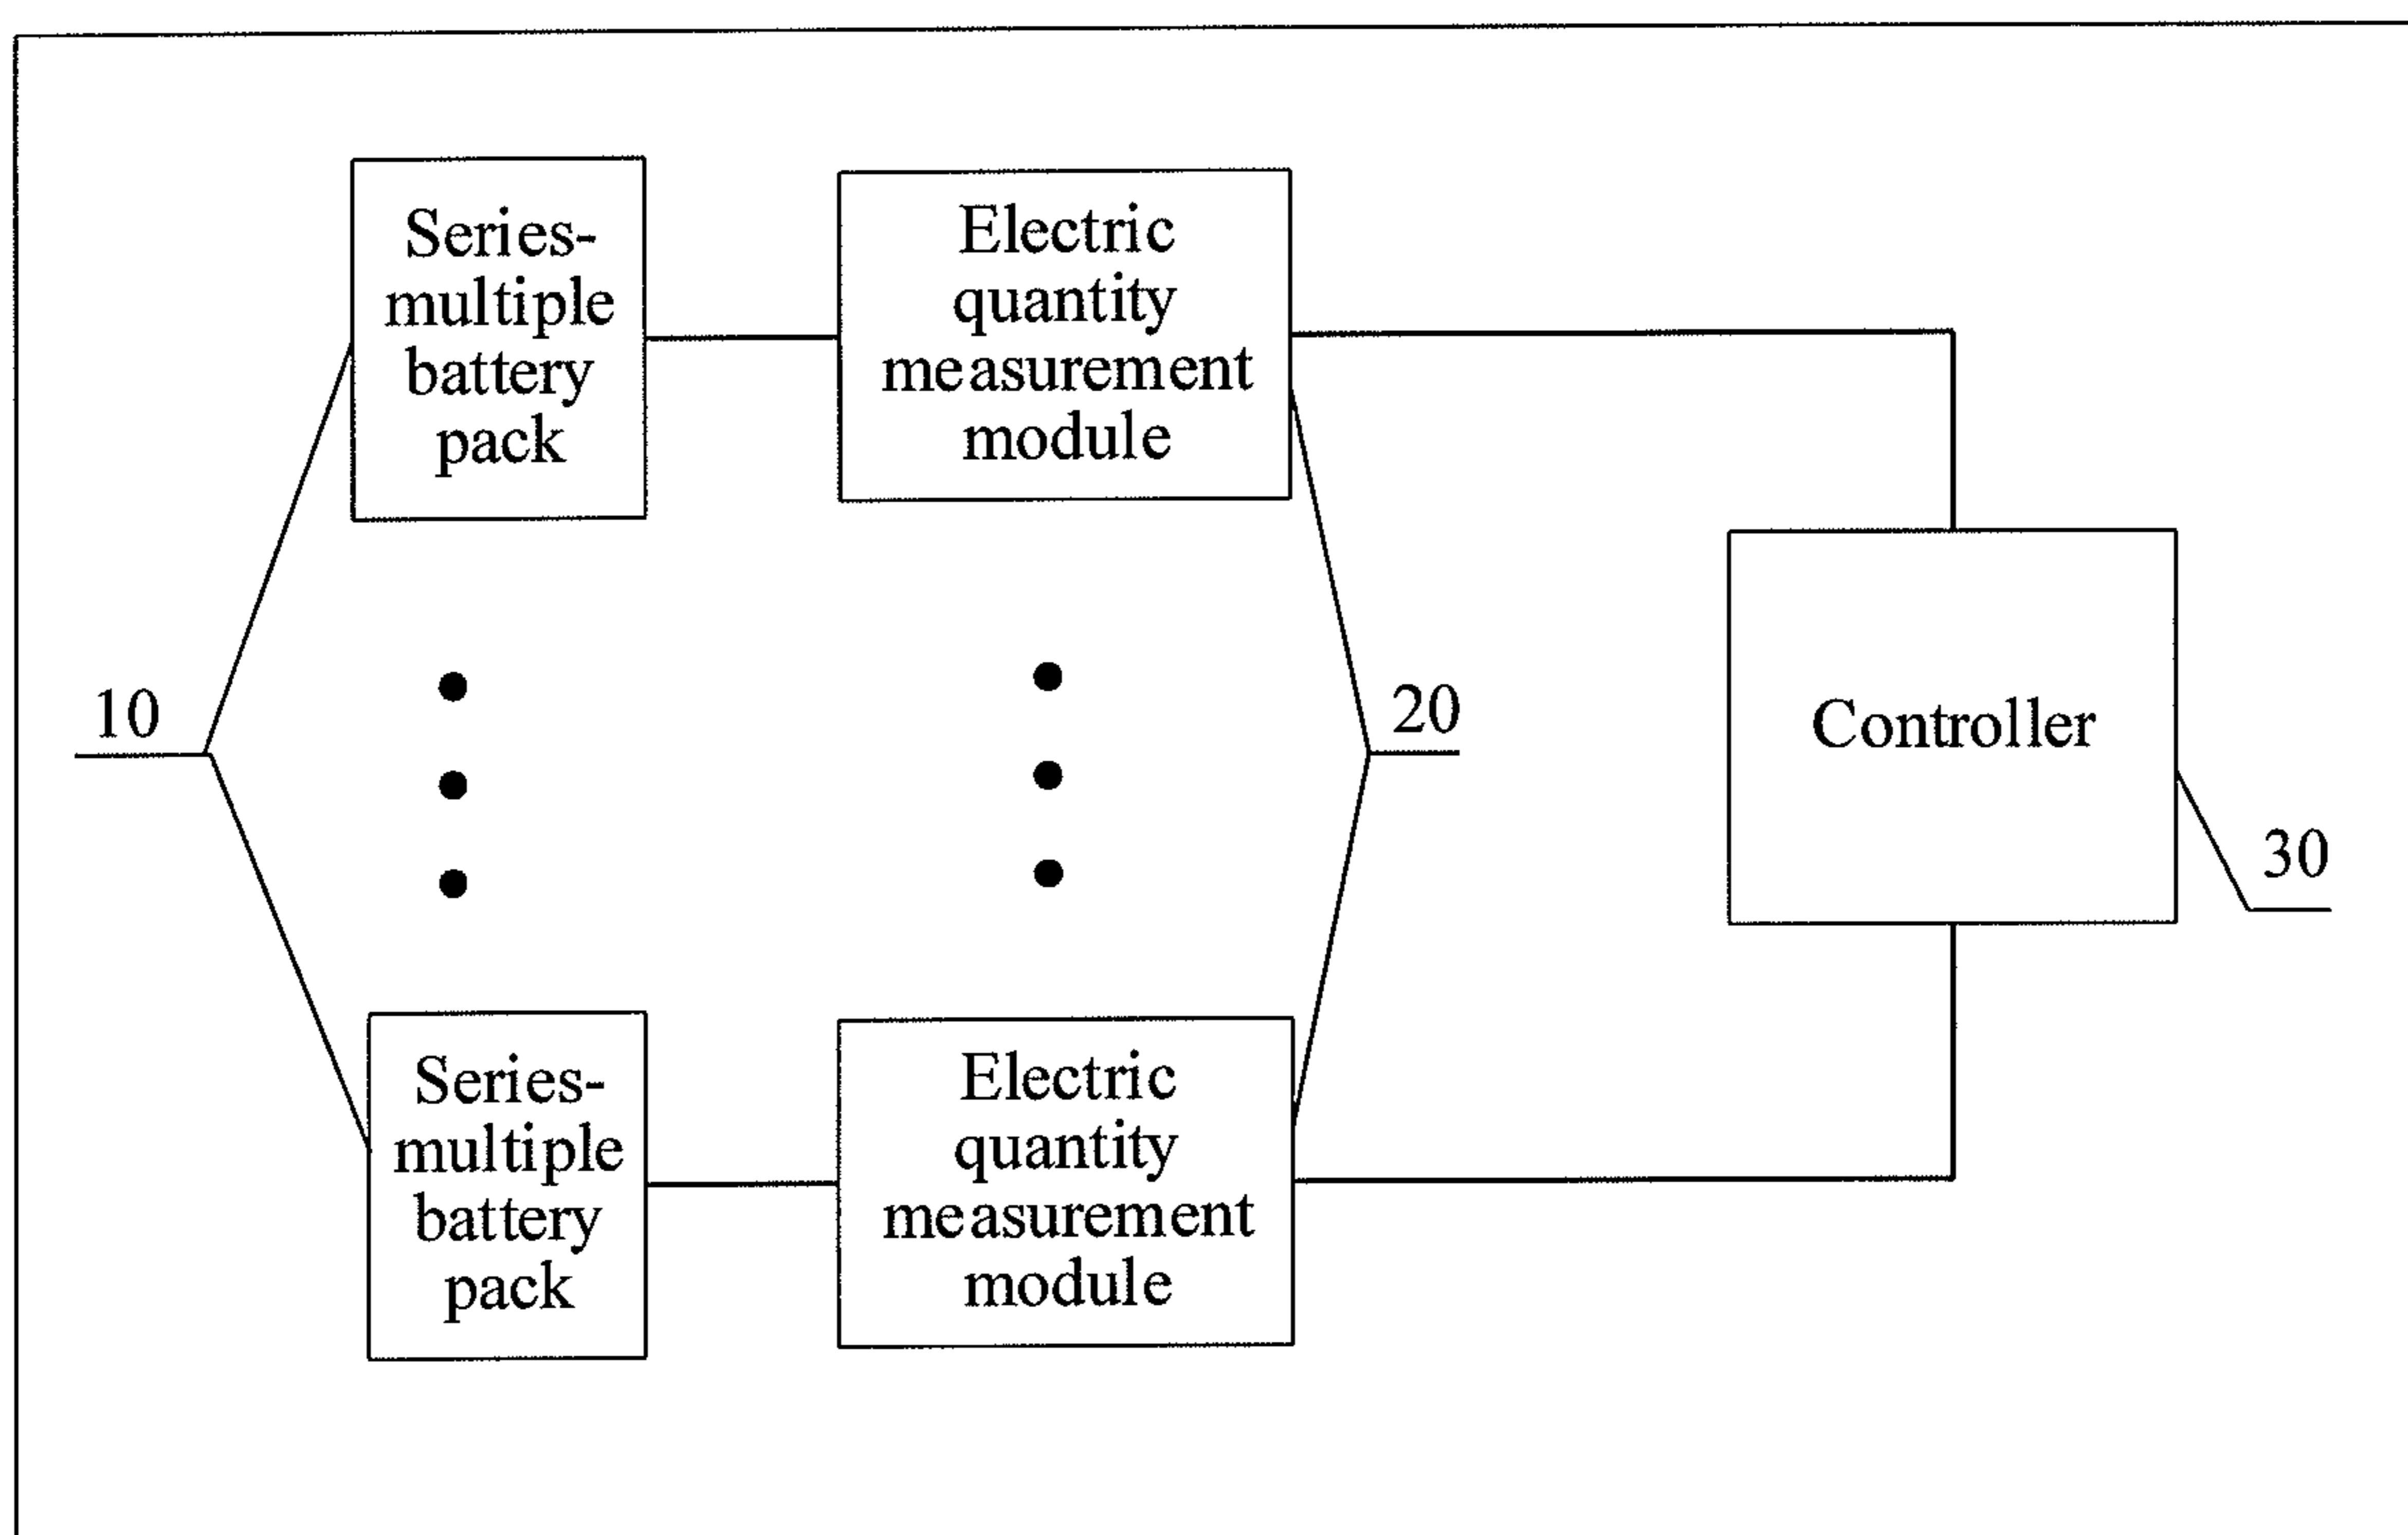 Series-
multiple
battery
pack
Electric
quantity
measurement
module
10
20
Controller
30
Series-
multiple
battery
pack
Electric
quantity
measurement
module